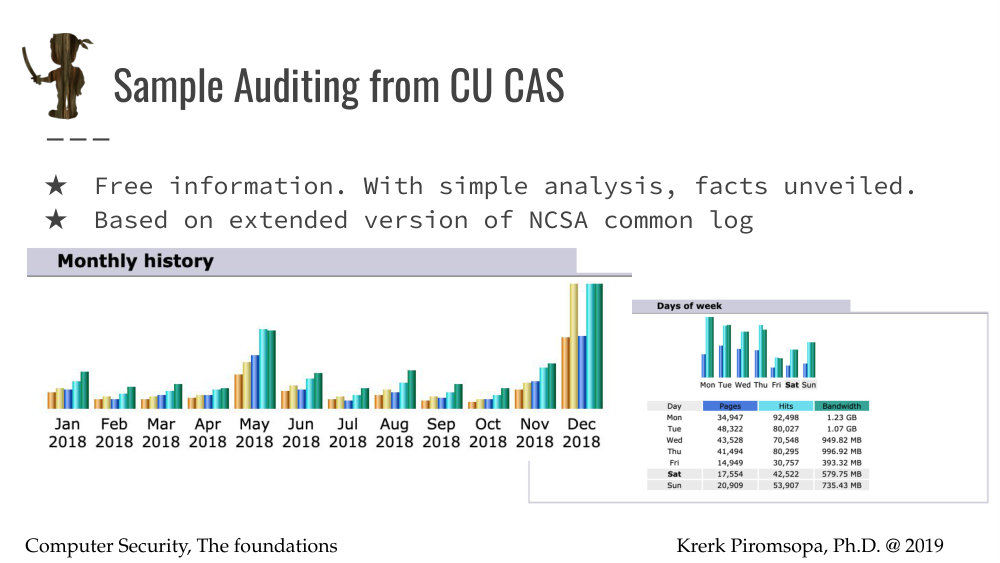 Sample Auditing from CU CAS
★ Free information. With simple analysis, facts unveiled.
★ Based on extended version of NCSA common log
Monthly history
Jan Feb Mar Apr May Jun Jul Aug Sep Oct Nov Dec
2018 2018 2018 2018 2018 2018 2018 2018 2018 2018 2018 2018
Days of week
Mon Tue Wed Thu Fri Sat Sun
Day Pages Hits Bandwidth
Mon 34,947 92,498 1.23 GB
Tue 48,322 80,027 1.07 GB
Wed 43,528 70,548 949.82 MB
Thu 41,494 80,295 996.92 MB
Fri 14,949 30,757 393.32 MB
Sat 17,554 42,522 579.75 MB
Sun 20,909 53,907 735.43 MB
Computer Security, The foundations
Krerk Piromsopa, Ph.D. @ 2019